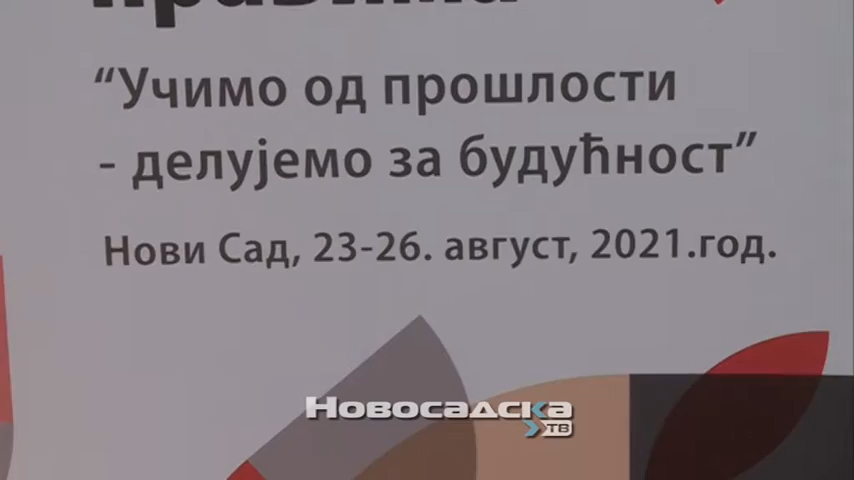 “Учимо од прошлости
- делујемо за будућност”
Нови Сад, 23-26. август, 2021.год.
НОВОСАДСКА
ТВ